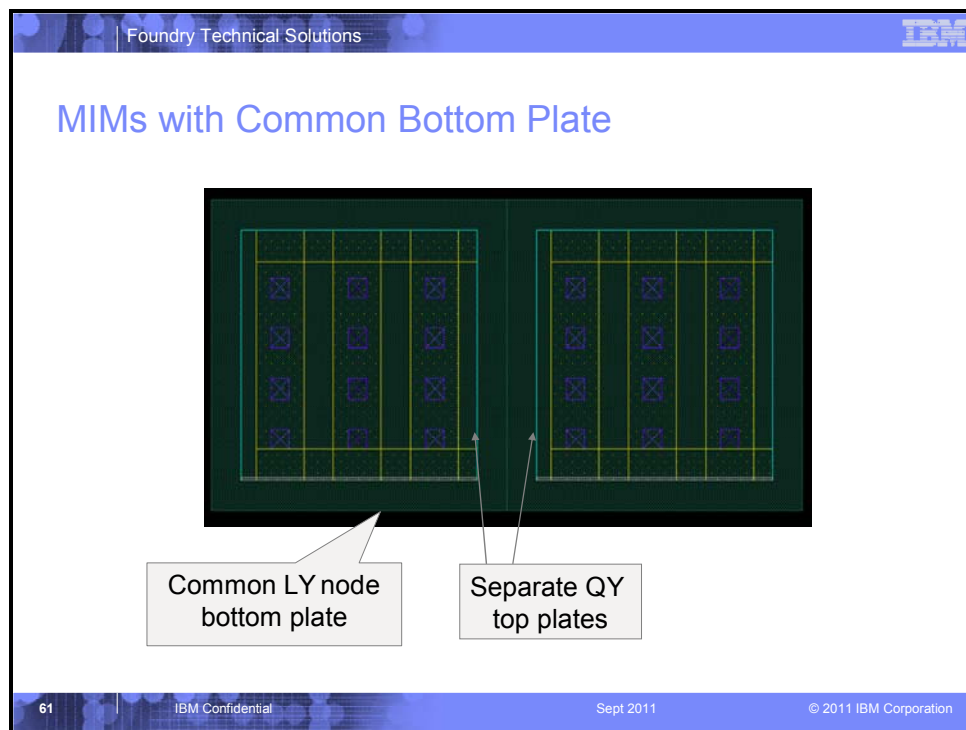 Foundry Technical Solutions
IBM
MIMs with Common Bottom Plate
Common LY node
bottom plate
Separate QY
top plates
61
IBM Confidential
Sept 2011
© 2011 IBM Corporation